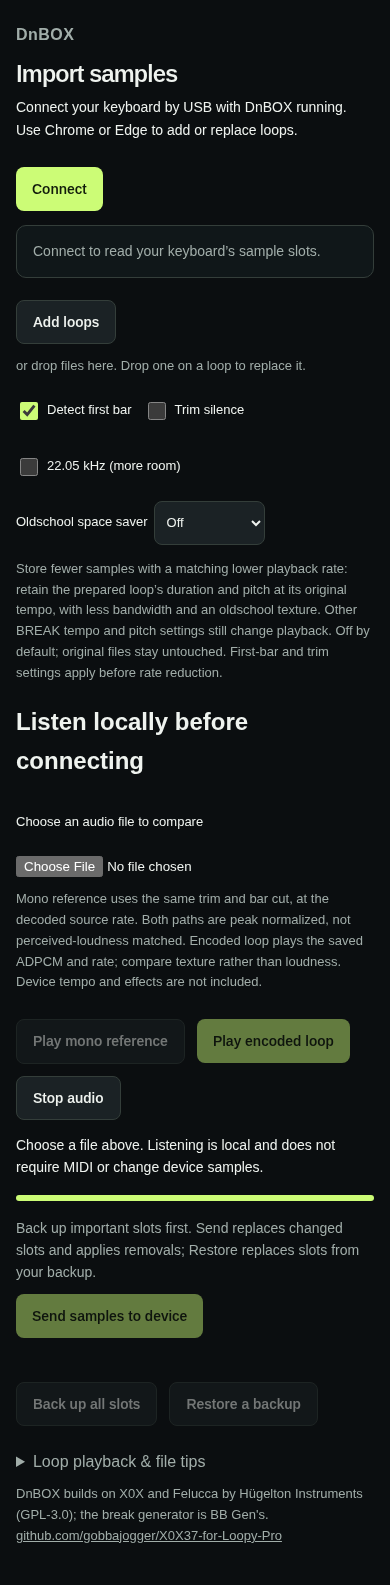 DnBOX
Import samples
Connect your keyboard by USB with DnBOX running.
Use Chrome or Edge to add or replace loops.
Connect
Connect to read your keyboard’s sample slots.
Add loops
or drop files here. Drop one on a loop to replace it.
Detect first bar Trim silence
22.05 kHz (more room)
Oldschool space saver Off
Store fewer samples with a matching lower playback rate:
retain the prepared loop’s duration and pitch at its original
tempo, with less bandwidth and an oldschool texture. Other
BREAK tempo and pitch settings still change playback. Off by
default; original files stay untouched. First-bar and trim
settings apply before rate reduction.
Listen locally before
connecting
Choose an audio file to compare
Choose File No file chosen
Mono reference uses the same trim and bar cut, at the
decoded source rate. Both paths are peak normalized, not
perceived-loudness matched. Encoded loop plays the saved
ADPCM and rate; compare texture rather than loudness.
Device tempo and effects are not included.
Play mono reference Play encoded loop
Stop audio
Choose a file above. Listening is local and does not
require MIDI or change device samples.
Back up important slots first. Send replaces changed
slots and applies removals; Restore replaces slots from
your backup.
Send samples to device
Back up all slots Restore a backup
Loop playback & file tips
DnBOX builds on X0X and Felucca by Hügelton Instruments
(GPL-3.0); the break generator is BB Gen's.
github.com/gobbajogger/X0X37-for-Loopy-Pro